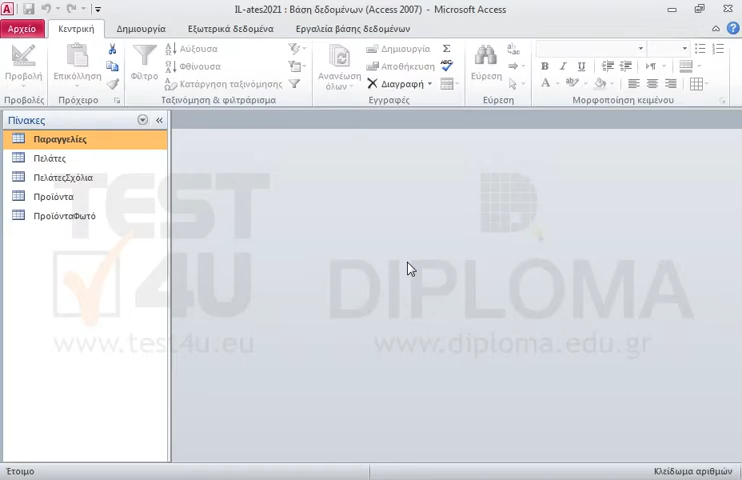 IL-ates2021 : Βάση δεδομένων (Access 2007) - Microsoft Access
Αρχείο Κεντρική Δημιουργία Εξωτερικά δεδομένα Εργαλεία βάσης δεδομένων
Προβολή
Προβολές
Επικόλληση
Πρόχειρο
Φίλτρο
Αύξουσα
Φθίνουσα
Κατάργηση ταξινόμησης
Ταξινόμηση & φιλτράρισμα
Ανανέωση όλων
Δημιουργία
Αποθήκευση
Διαγραφή
Εγγραφές
Εύρεση
Εύρεση
B I U
A
Μορφοποίηση κειμένου
Πίνακες
Παραγγελίες
Πελάτες
ΠελάτεςΣχόλια
Προϊόντα
ΠροϊόνταΦωτό
TEST
4U
www.test4u.eu
DIPLOMA
www.diploma.edu.gr
Έτοιμο
Κλείδωμα αριθμών